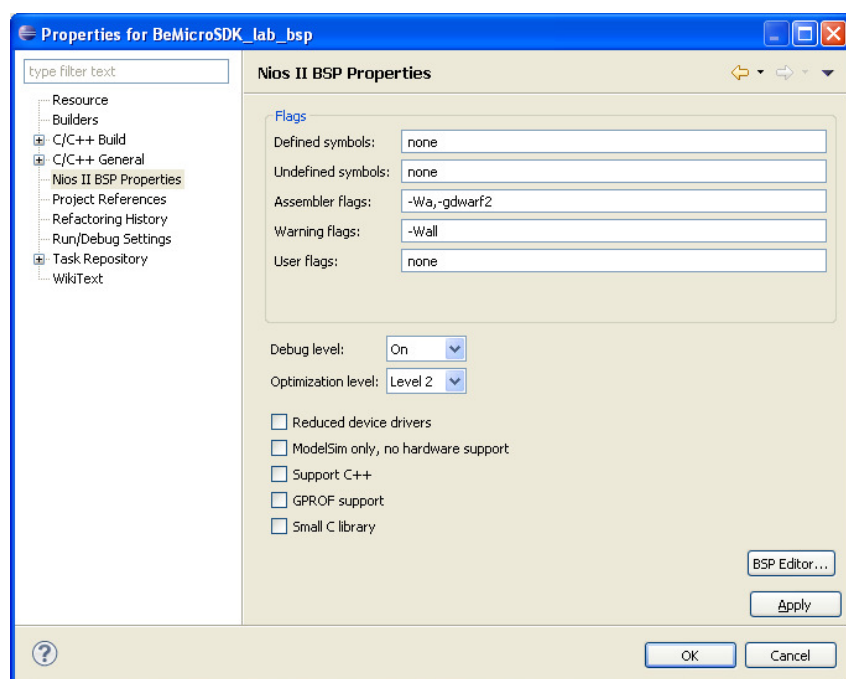 Properties for BeMicroSDK_lab_bsp
type filter text
Resource
Builders
C/C++ Build
C/C++ General
Nios II BSP Properties
Project References
Refactoring History
Run/Debug Settings
Task Repository
WikiText
Nios II BSP Properties
Flags
Defined symbols: none
Undefined symbols: none
Assembler flags: -Wa,-gdwarf2
Warning flags: -Wall
User flags: none
Debug level: On
Optimization level: Level 2
Reduced device drivers
ModelSim only, no hardware support
Support C++
GPROF support
Small C library
BSP Editor...
Apply
?
OK Cancel